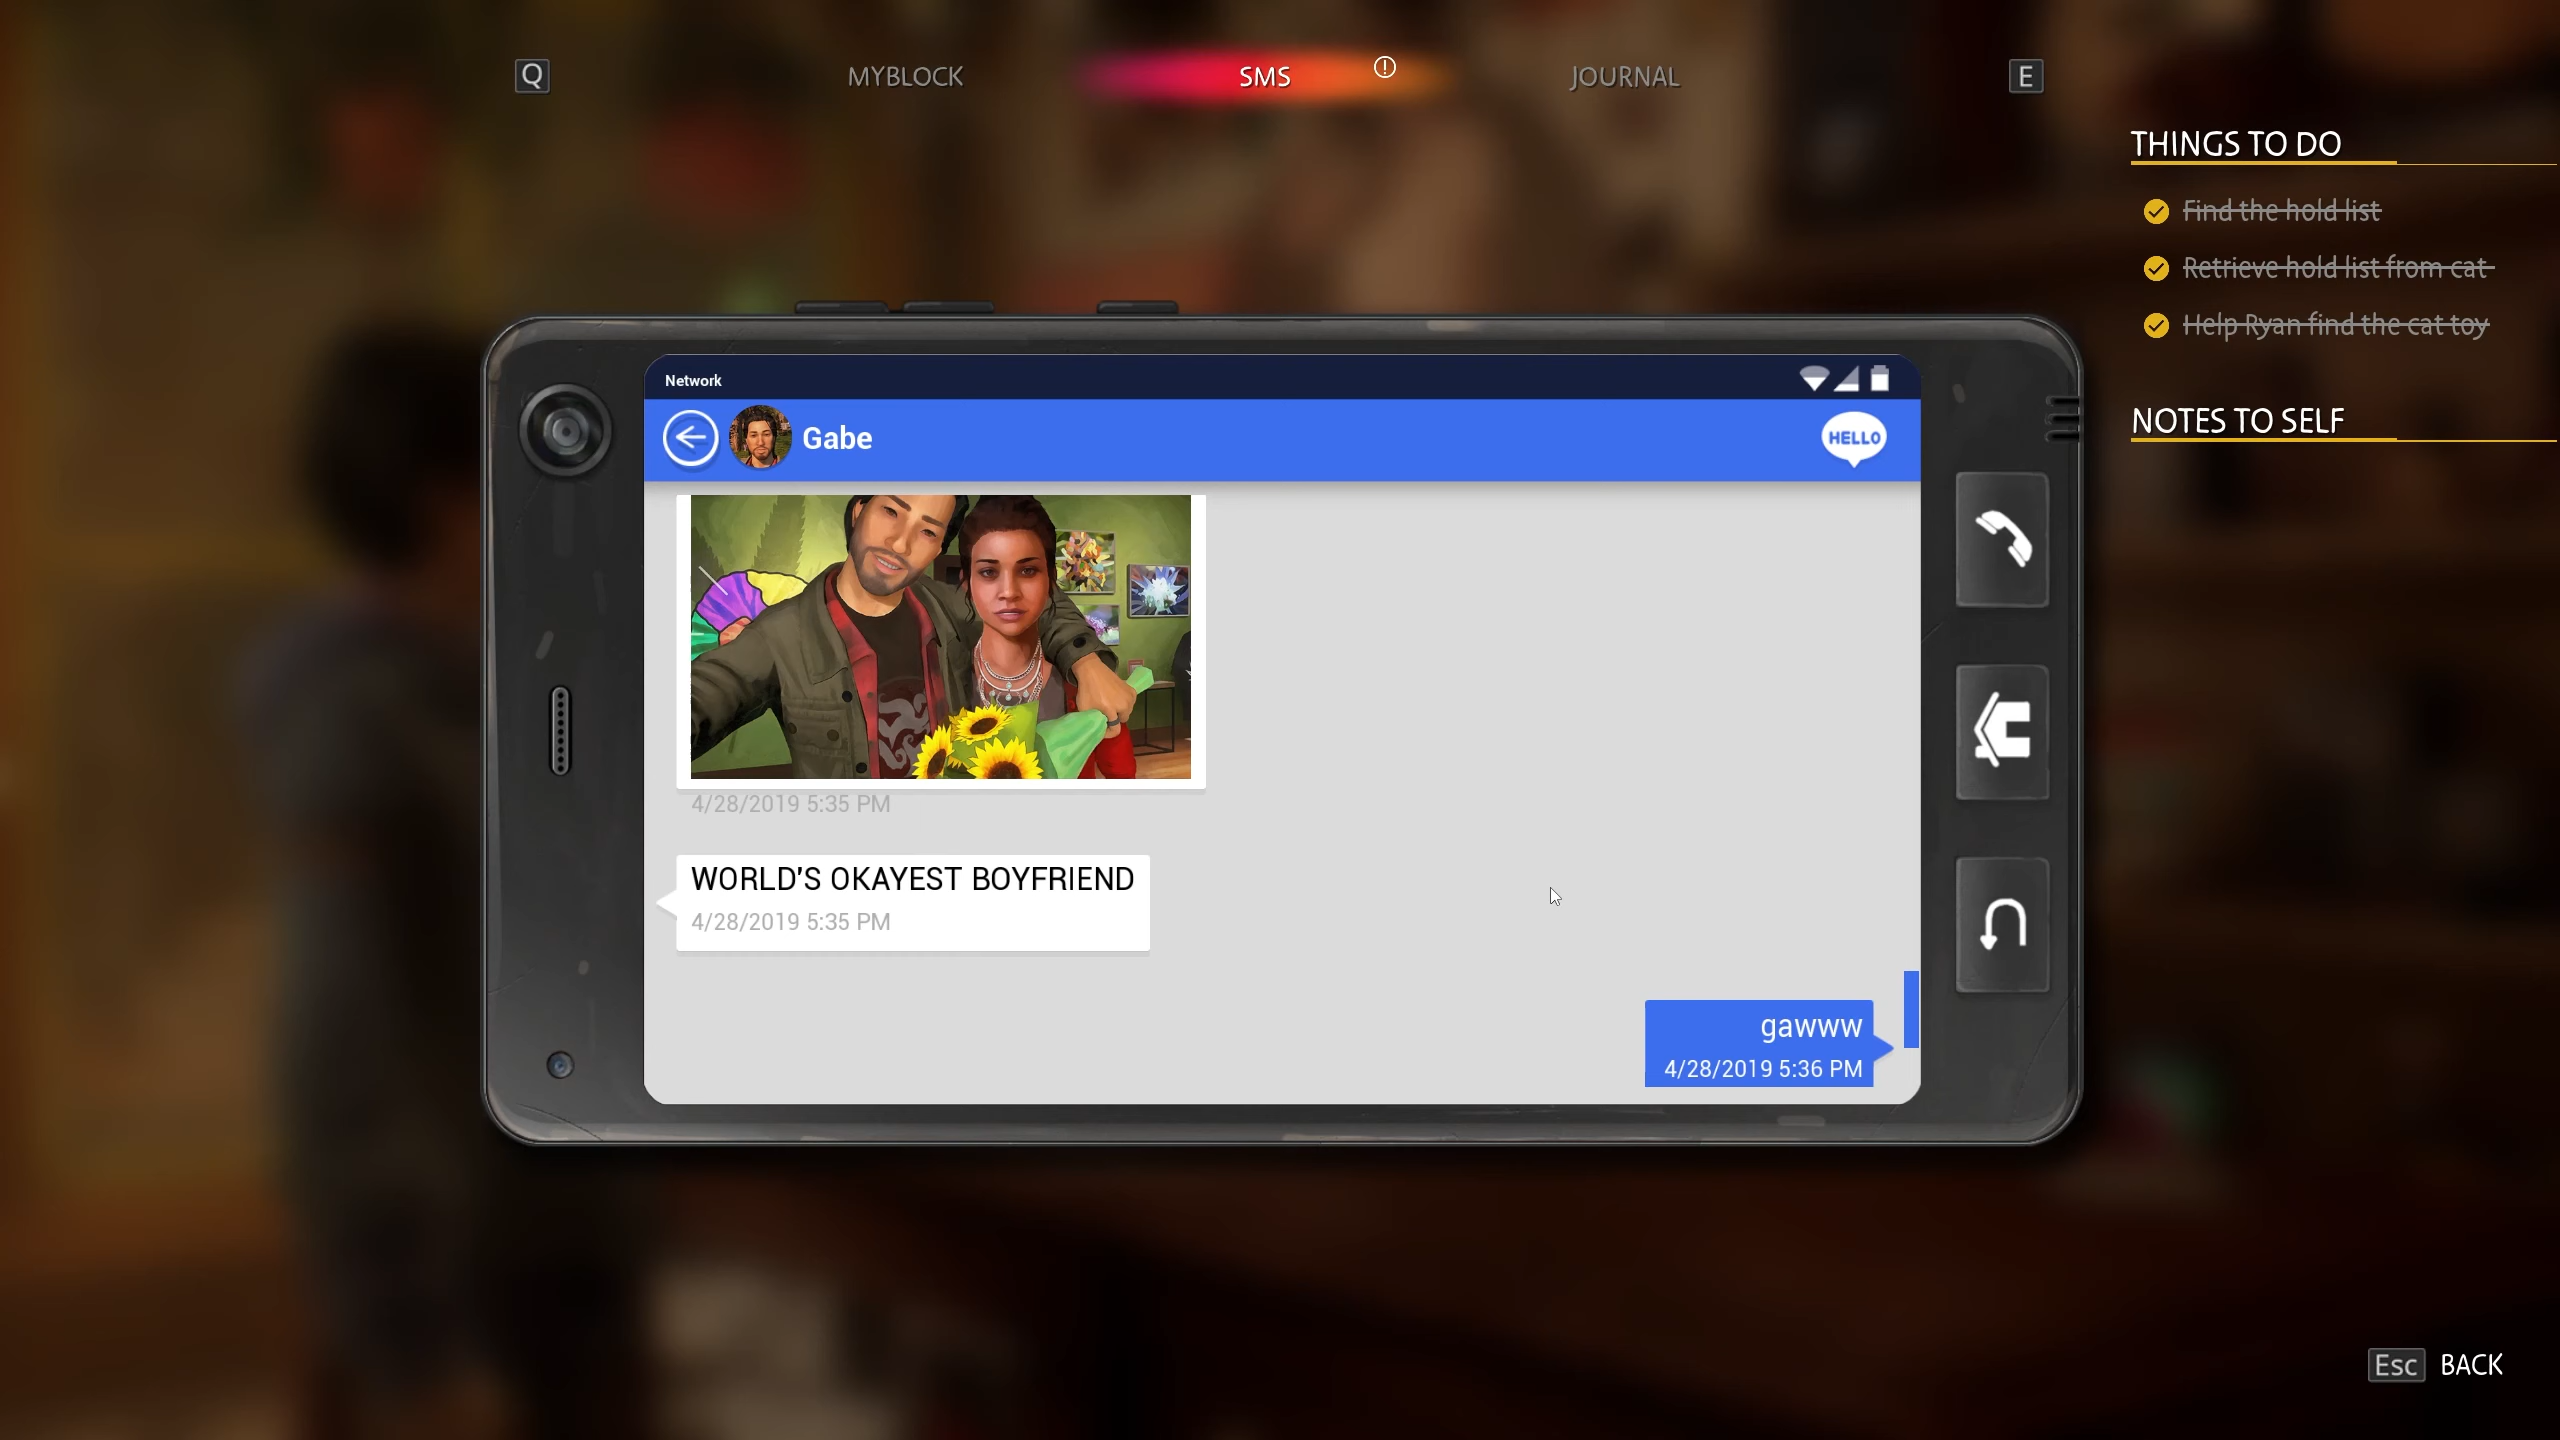 Q
MYBLOCK
SMS
JOURNAL
E
THINGS TO DO
Find the hold list
Retrieve hold list from cat
Help Ryan find the cat toy
NOTES TO SELF
Network
Gabe
HELLO
4/28/2019 5:35 PM
WORLD'S OKAYEST BOYFRIEND
4/28/2019 5:35 PM
gawww
4/28/2019 5:36 PM
Esc BACK